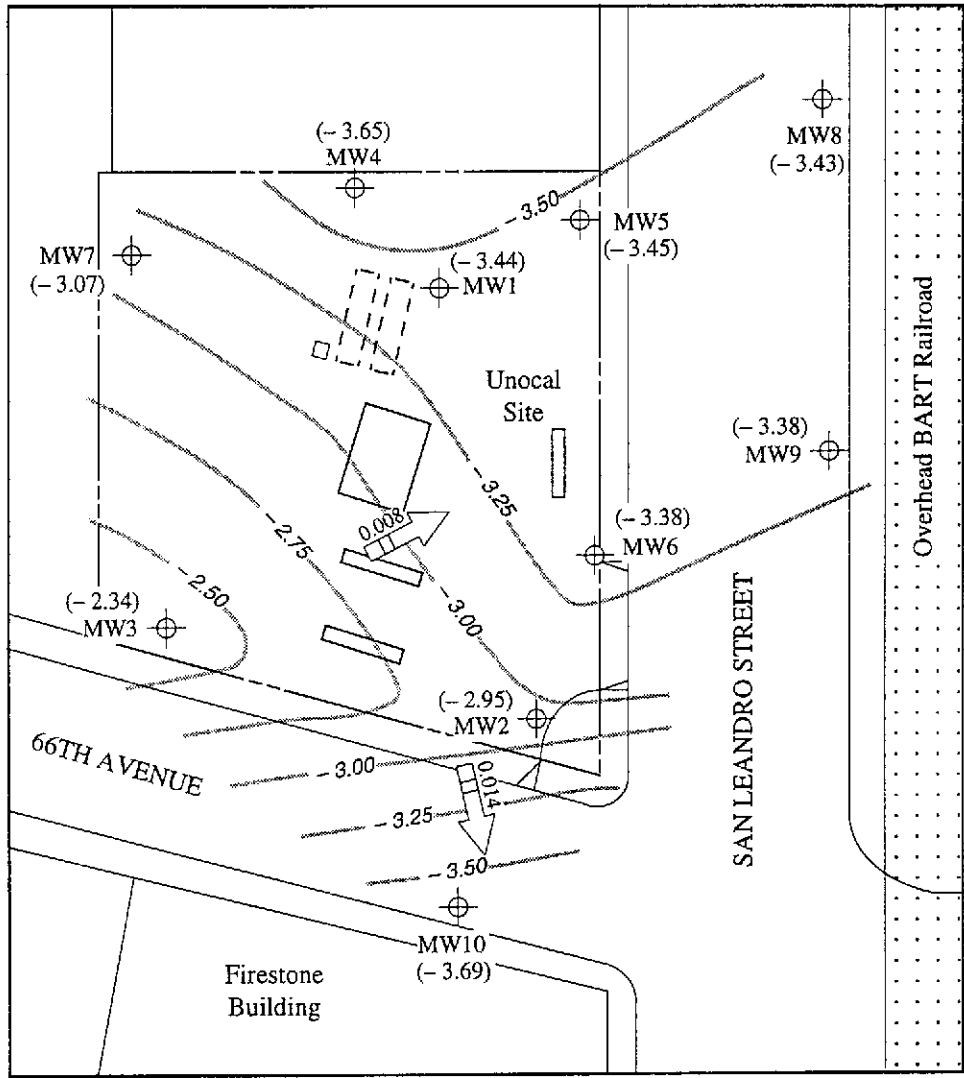 (– 3.65)
MW4
MW8
(– 3.43)
– 3.50
MW5
(– 3.45)
MW7
(– 3.07)
(– 3.44)
MW1
Unocal
Site
Overhead BART Railroad
(– 3.38)
MW9
– 3.25
0.008
(– 3.38)
MW6
– 2.75
– 2.50
(– 2.34)
MW3
– 3.00
SAN LEANDRO STREET
(– 2.95)
MW2
66TH AVENUE
– 3.00
0.014
– 3.25
– 3.50
MW10
(– 3.69)
Firestone
Building